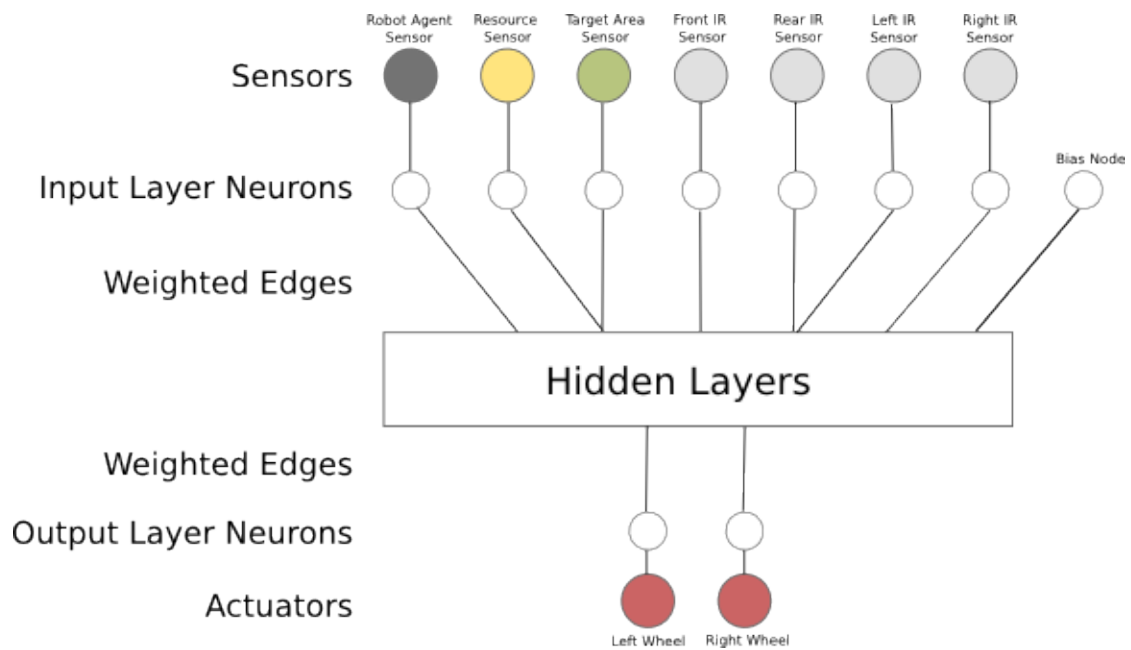 Robot Agent
Sensor
Resource
Sensor
Target Area
Sensor
Front IR
Sensor
Rear IR
Sensor
Left IR
Sensor
Right IR
Sensor
Sensors
Bias Node
Input Layer Neurons
Weighted Edges
Hidden Layers
Weighted Edges
Output Layer Neurons
Actuators
Left Wheel
Right Wheel